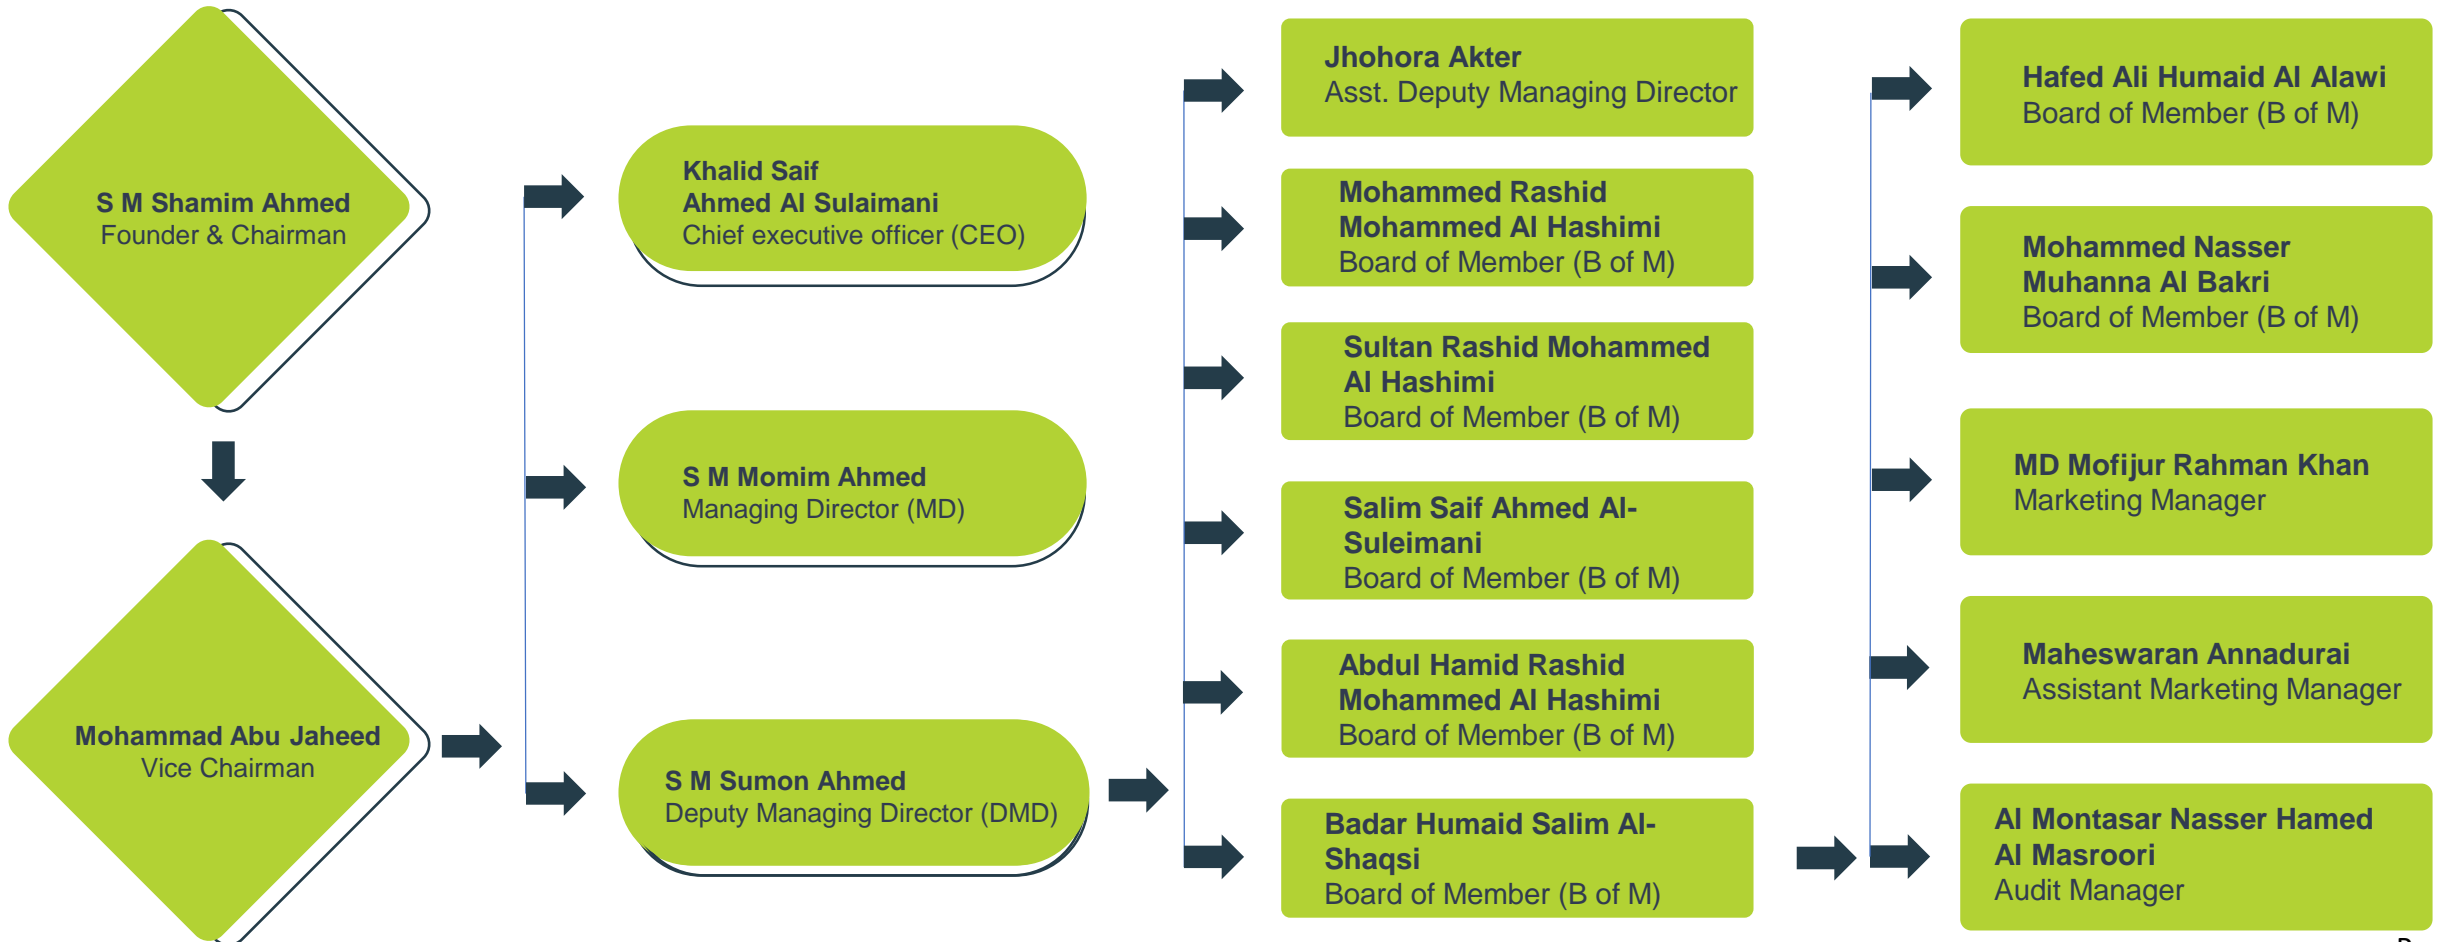 S M Shamim Ahmed
Founder & Chairman
Mohammad Abu Jaheed
Vice Chairman
Khalid Saif
Ahmed Al Sulaimani
Chief executive officer (CEO)
S M Momim Ahmed
Managing Director (MD)
S M Sumon Ahmed
Deputy Managing Director (DMD)
Jhohora Akter
Asst. Deputy Managing Director
Mohammed Rashid
Mohammed Al Hashimi
Board of Member (B of M)
Sultan Rashid Mohammed
Al Hashimi
Board of Member (B of M)
Salim Saif Ahmed Al-
Suleimani
Board of Member (B of M)
Abdul Hamid Rashid
Mohammed Al Hashimi
Board of Member (B of M)
Badar Humaid Salim Al-
Shaqsi
Board of Member (B of M)
Hafed Ali Humaid Al Alawi
Board of Member (B of M)
Mohammed Nasser
Muhanna Al Bakri
Board of Member (B of M)
MD Mofijur Rahman Khan
Marketing Manager
Maheswaran Annadurai
Assistant Marketing Manager
Al Montasar Nasser Hamed
Al Masroori
Audit Manager